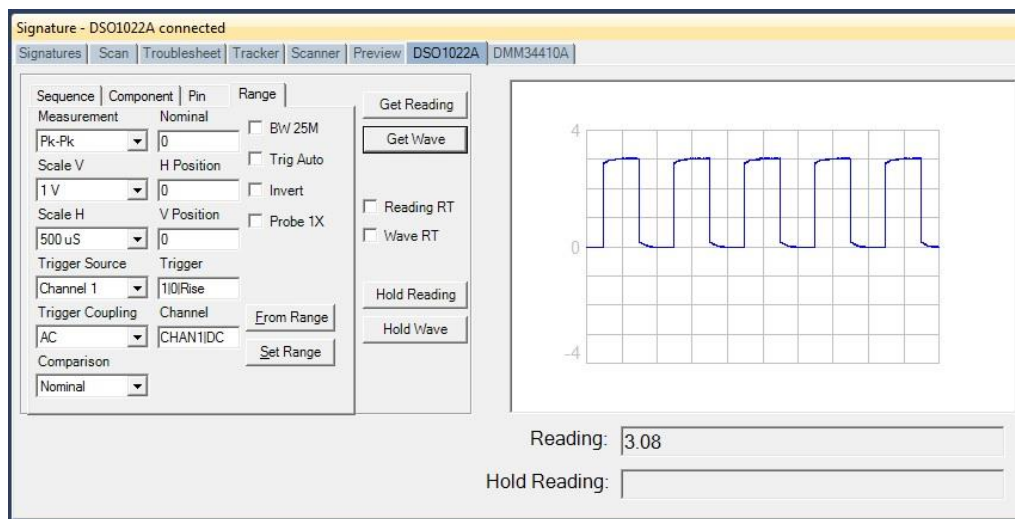 Signature - DSO1022A connected
Signatures Scan Troublesheet Tracker Scanner Preview DSO1022A DMM34410A
Sequence Component Pin Range
Measurement Nominal
Pk-Pk 0
BW 25M
Scale V H Position
Trig Auto
1 V 0
Invert
Scale H V Position
Probe 1X
500 uS 0
Trigger Source Trigger
Channel 1 1|0|Rise
Trigger Coupling Channel
From Range
AC CHAN1|DC
Set Range
Comparison
Nominal
Get Reading
Get Wave
Reading RT
Wave RT
Hold Reading
Hold Wave
4
0
-4
Reading: 3.08
Hold Reading: